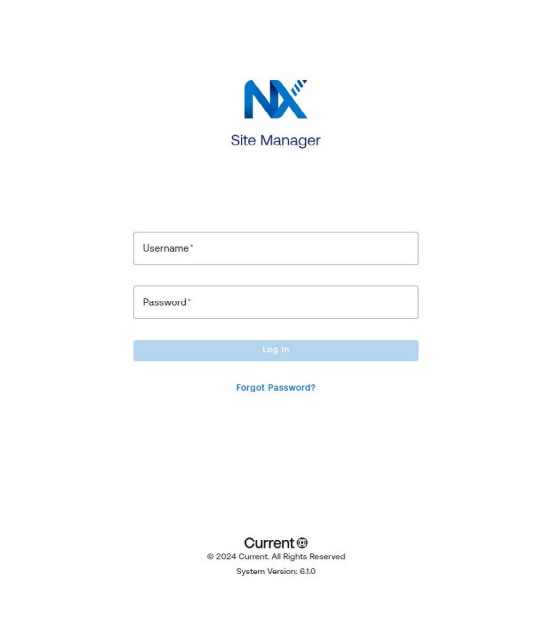 NX
Site Manager
Username*
Password*
Log In
Forgot Password?
Current
© 2024 Current. All Rights Reserved
System Version: 6.1.0